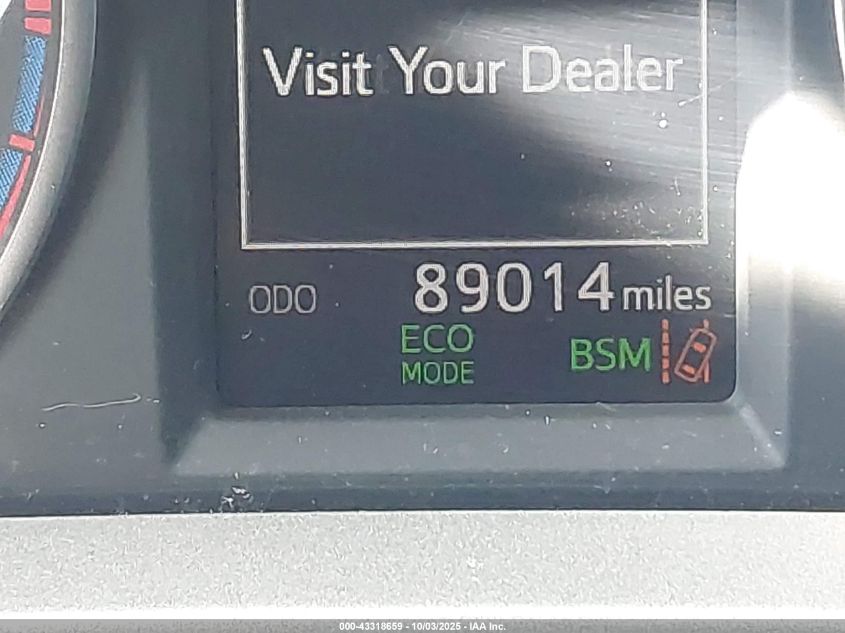 Visit Your Dealer
ODO 89014 miles
ECO
MODE
BSM
000-43318659 - 10/03/2025 - IAA Inc.